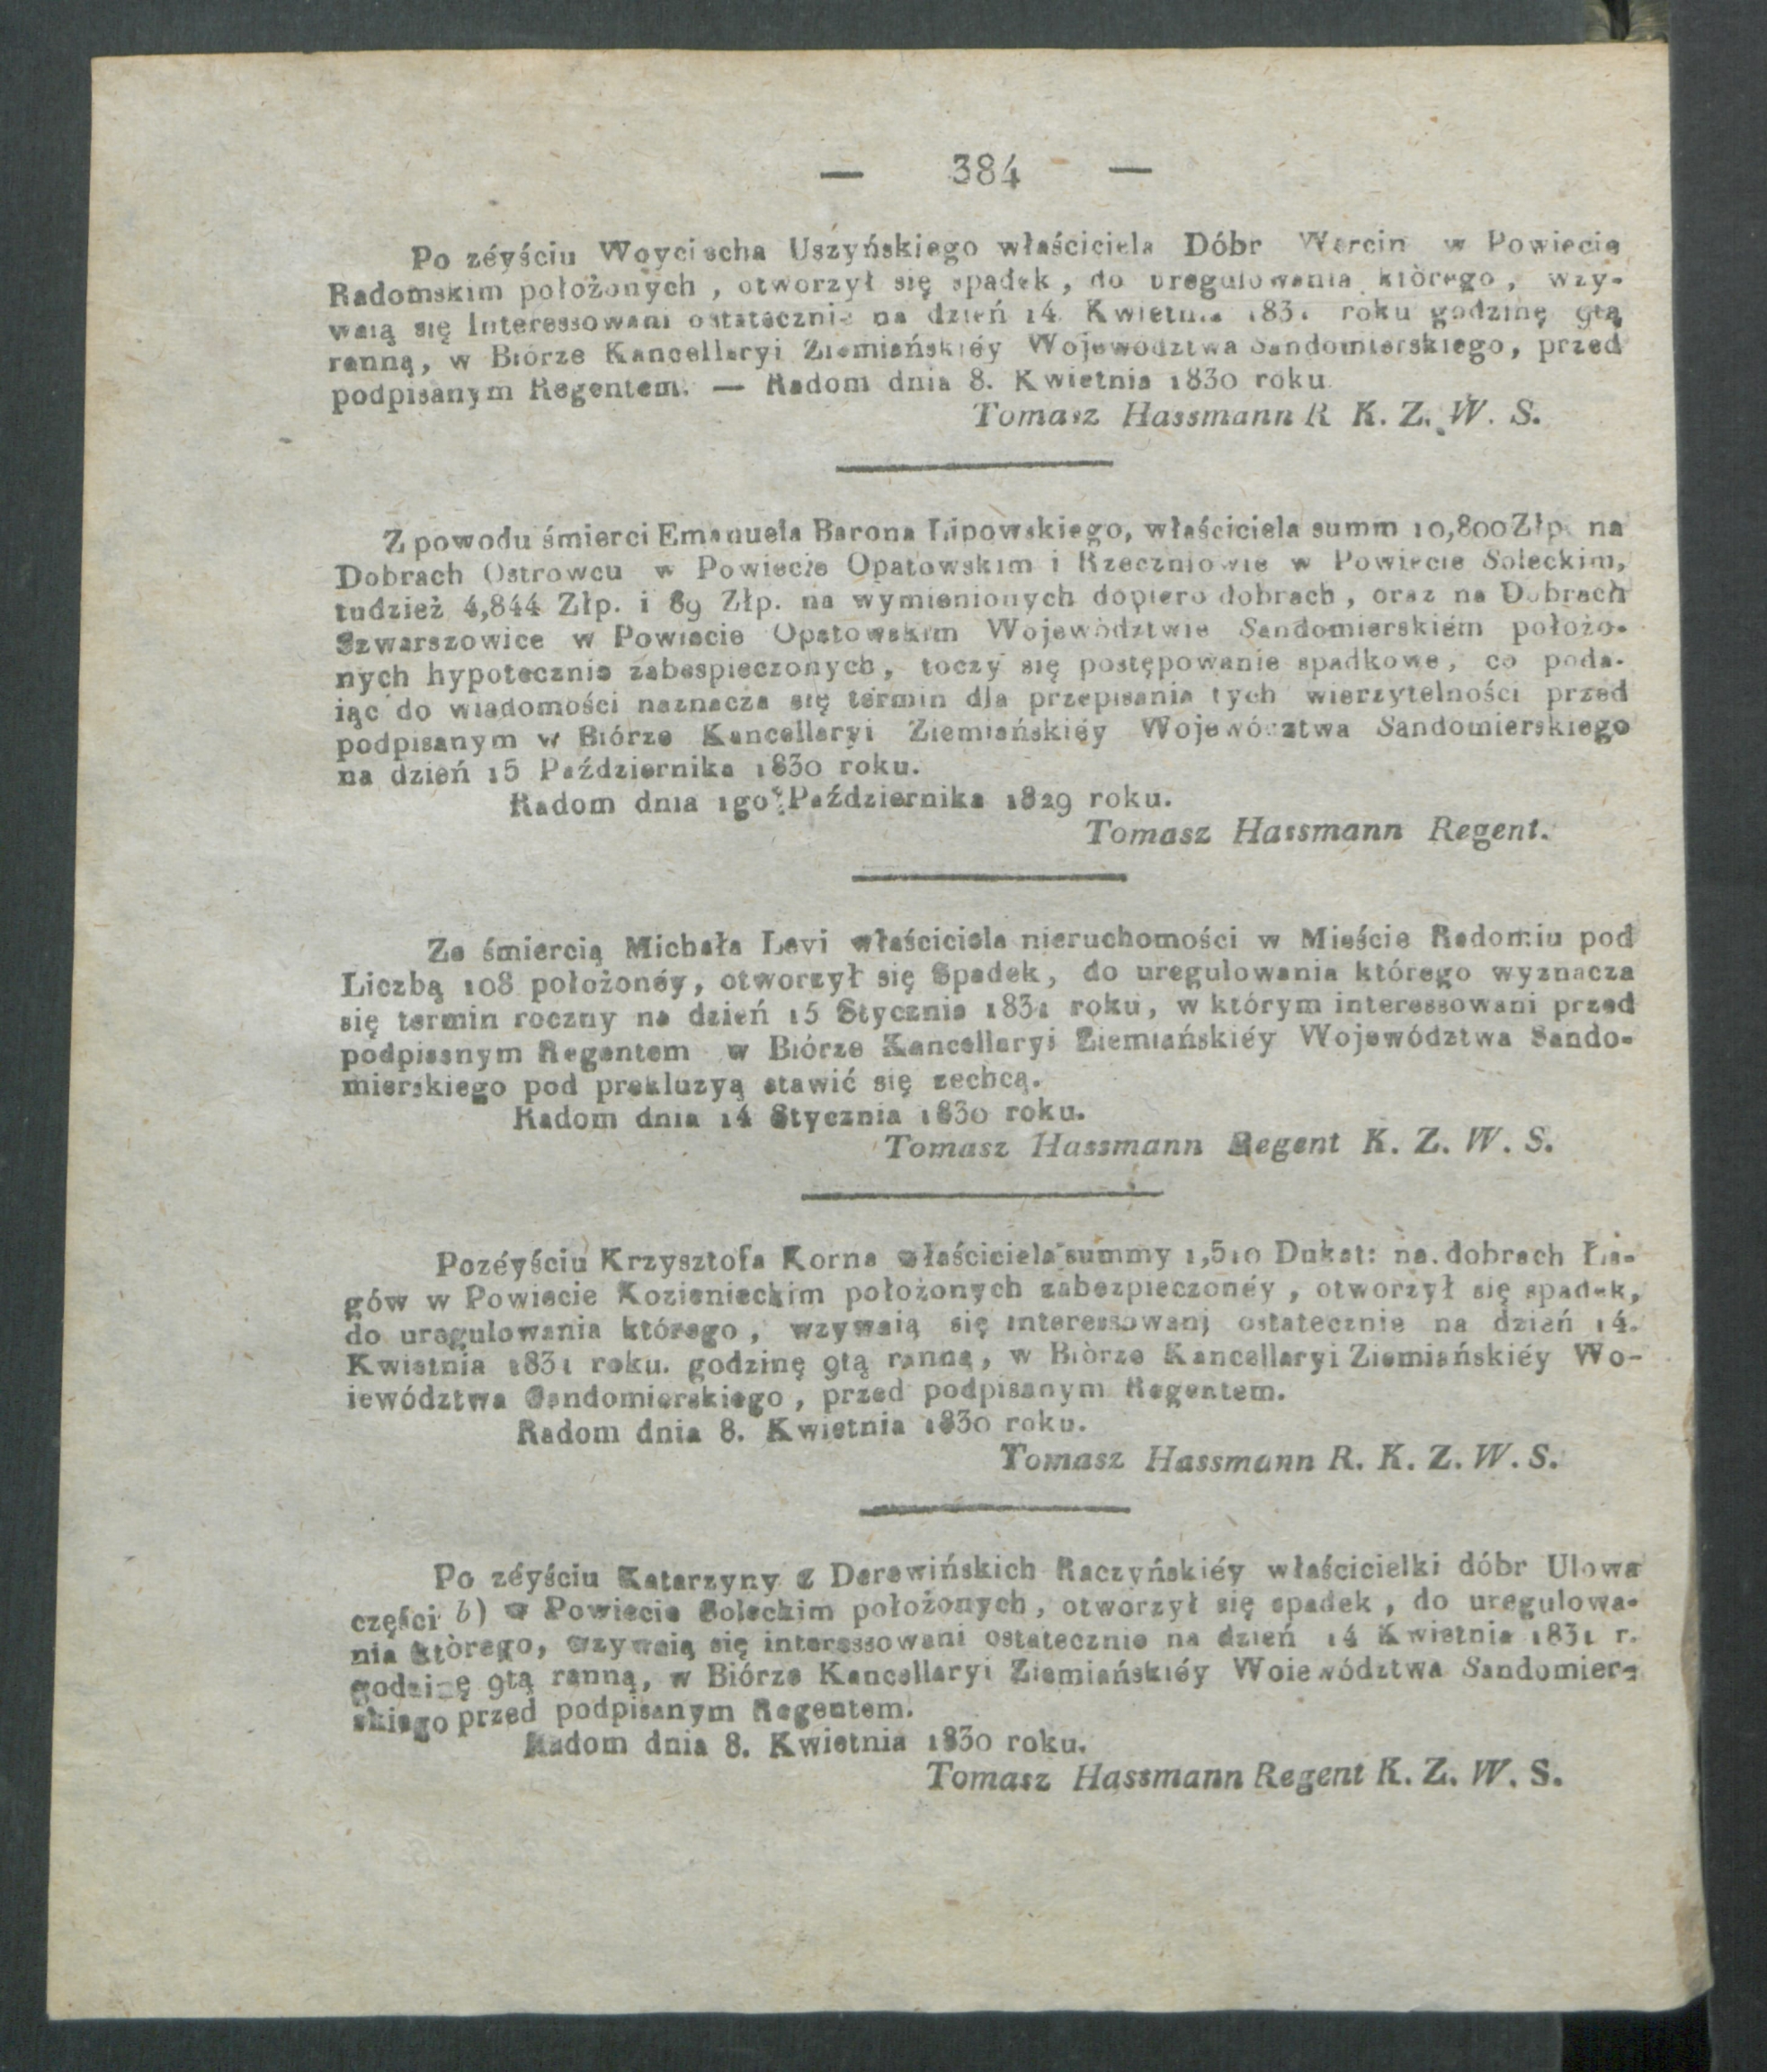 — 384 —
Po zéyściu Woyciecha Uszyńskiego właściciela Dóbr Wercin w Powiecie
Radomskim położonych , otworzył się spadek , do uregulowania którego , wzy-
waią się Interessowani ostatecznie na dzień 14 Kwietnia 1831 roku godzinę 9tą
ranną, w Biórze Kancellaryi Ziemiańskiéy Województwa Sandomierskiego, przed
podpisanym Regentem. — Radom dnia 8. Kwietnia 1830 roku
Tomasz Hassmann R K. Z. W. S.
Z powodu śmierci Emanuela Barona Lipowskiego, właściciela summ 10,800 Złp. na
Dobrach Ostrowcu w Powiecie Opatowskim i Rzeczniowie w Powiecie Soleckim,
tudzież 4,844 Złp. i 89 Złp. na wymienionych dopiero dobrach , oraz na Dobrach
Szwarszowice w Powiecie Opatowskim Województwie Sandomierskiém położo-
nych hypotecznie zabespieczonych, toczy się postępowanie spadkowe, co poda-
iąc do wiadomości naznacza się termin dla przepisania tych wierzytelności przed
podpisanym w Biórze Kancellaryi Ziemiańskiéy Województwa Sandomierskiego
na dzień 15 Października 1830 roku.
Radom dnia 1go Października 1829 roku.
Tomasz Hassmann Regent.
Ze śmiercią Michała Levi właściciela nieruchomości w Mieście Radomiu pod
Liczbą 108 położonéy, otworzył się Spadek, do uregulowania którego wyznacza
się termin roczny na dzień 15 Stycznia 1831 roku, w którym interessowani przed
podpisanym Regentem w Biórze Kancellaryi Ziemiańskiéy Województwa Sando-
mierskiego pod prekluzyą stawić się zechcą.
Radom dnia 14 Stycznia 1830 roku.
Tomasz Hassmann Regent K. Z. W. S.
Pozéyściu Krzysztofa Korna właściciela summy 1,510 Dukat: na dobrach Ła-
gów w Powiecie Kozienieckim położonych zabezpieczonéy , otworzył się spadek,
do uregulowania którego , wzywaią się interessowani ostatecznie na dzień 14.
Kwietnia 1831 roku. godzinę 9tą ranną, w Biòrze Kancellaryi Ziemiańskiéy Wo-
iewództwa Sandomierskiego , przed podpisanym Regentem.
Radom dnia 8. Kwietnia 1830 roku.
Tomasz Hassmann R. K. Z. W. S.
Po zéyściu Katarzyny z Derewińskich Raczyńskiéy właścicielki dóbr Ulowa
części b) w Powiecie Soleckim położonych, otworzył się spadek , do uregulowa-
nia którego, wzywaią się interessowani ostatecznie na dzień 14 Kwietnia 1831 r.
godzinę 9tą ranną, w Biórze Kancellaryi Ziemiańskiéy Woiewództwa Sandomier-
skiego przed podpisanym Regentem.
Radom dnia 8. Kwietnia 1830 roku.
Tomasz Hassmann Regent K. Z. W. S.